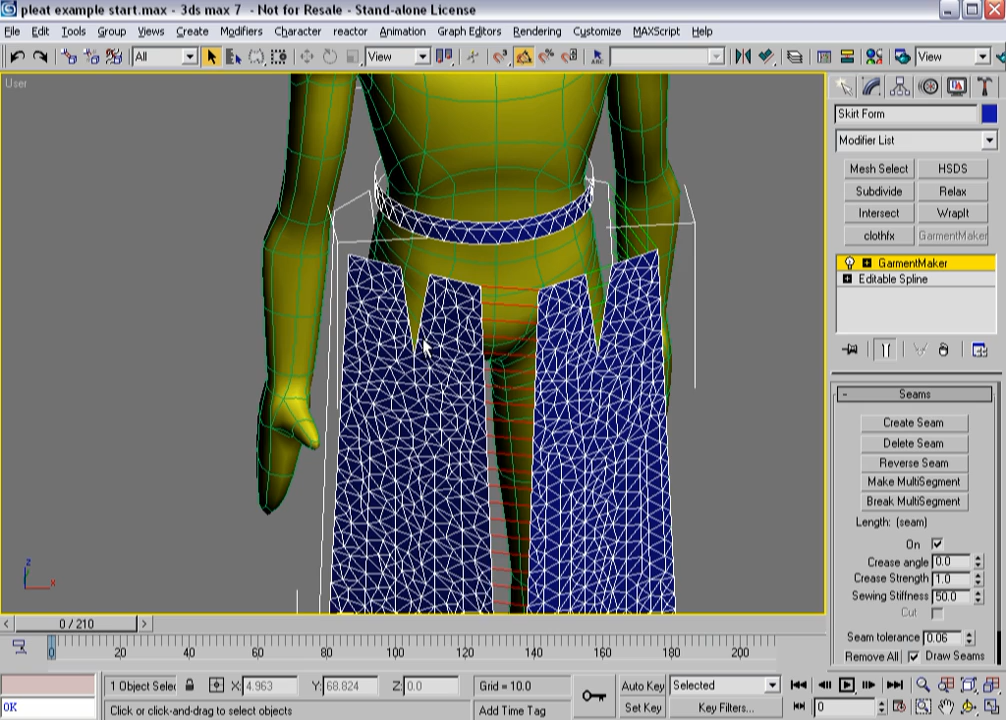 pleat example start.max - 3ds max 7 - Not for Resale - Stand-alone License
File Edit Tools Group Views Create Modifiers Character reactor Animation Graph Editors Rendering Customize MAXScript Help
All View View
User
Skirt Form
Modifier List
Mesh Select HSDS
Subdivide Relax
Intersect WrapIt
clothfx GarmentMaker
GarmentMaker
Editable Spline
- Seams
Create Seam
Delete Seam
Reverse Seam
Make MultiSegment
Break MultiSegment
Length: (seam)
On
Crease angle 0.0
Crease Strength 1.0
Sewing Stiffness 50.0
Cut
Seam tolerance 0.06
Remove All Draw Seams
z
x
< 0 / 210 >
0 20 40 60 80 100 120 140 160 180 200
1 Object Selec X: 4.963 Y: 68.824 Z: 0.0 Grid = 10.0 Auto Key Selected
OK Click or click-and-drag to select objects Add Time Tag Set Key Key Filters... 0